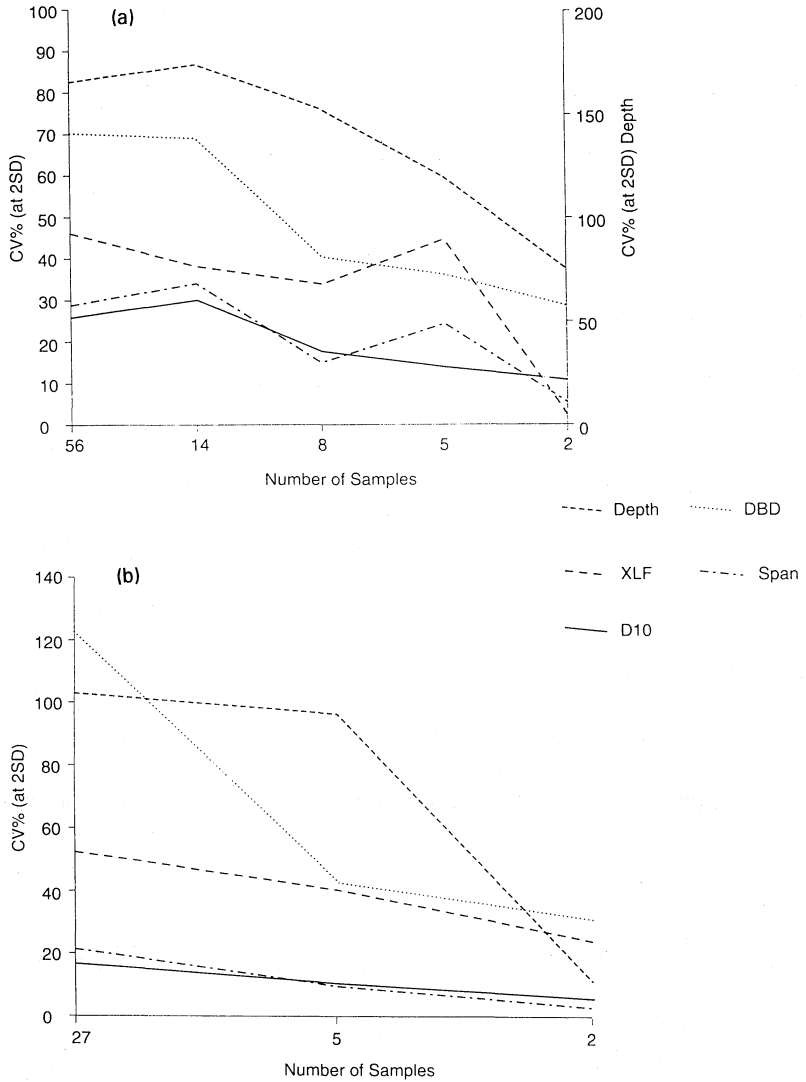 (a)
100
90
80
70
60
50
40
30
20
10
0
CV% (at 2SD)
200
150
100
50
0
CV% (at 2SD) Depth
56 14 8 5 2
Number of Samples
Depth DBD
XLF Span
D10
(b)
140
120
100
80
60
40
20
0
CV% (at 2SD)
27 5 2
Number of Samples